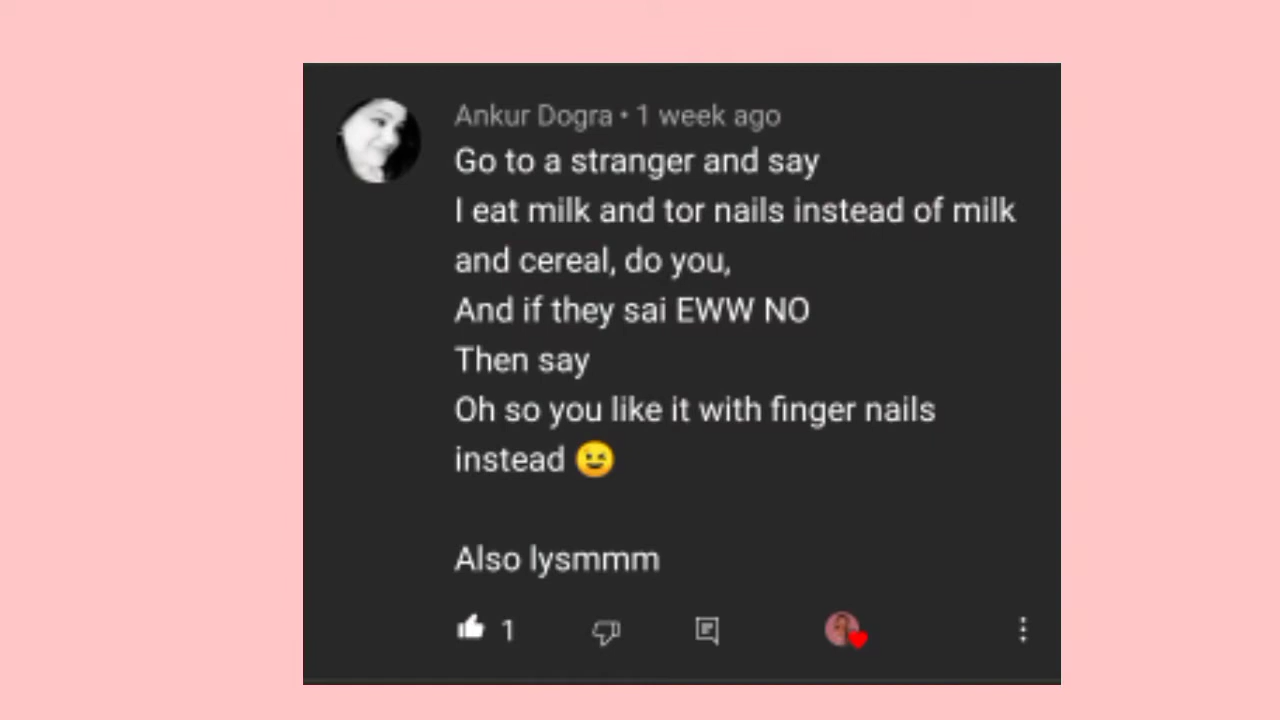 Ankur Dogra • 1 week ago
Go to a stranger and say
I eat milk and tor nails instead of milk
and cereal, do you,
And if they sai EWW NO
Then say
Oh so you like it with finger nails
instead 😉
Also lysmmm
1